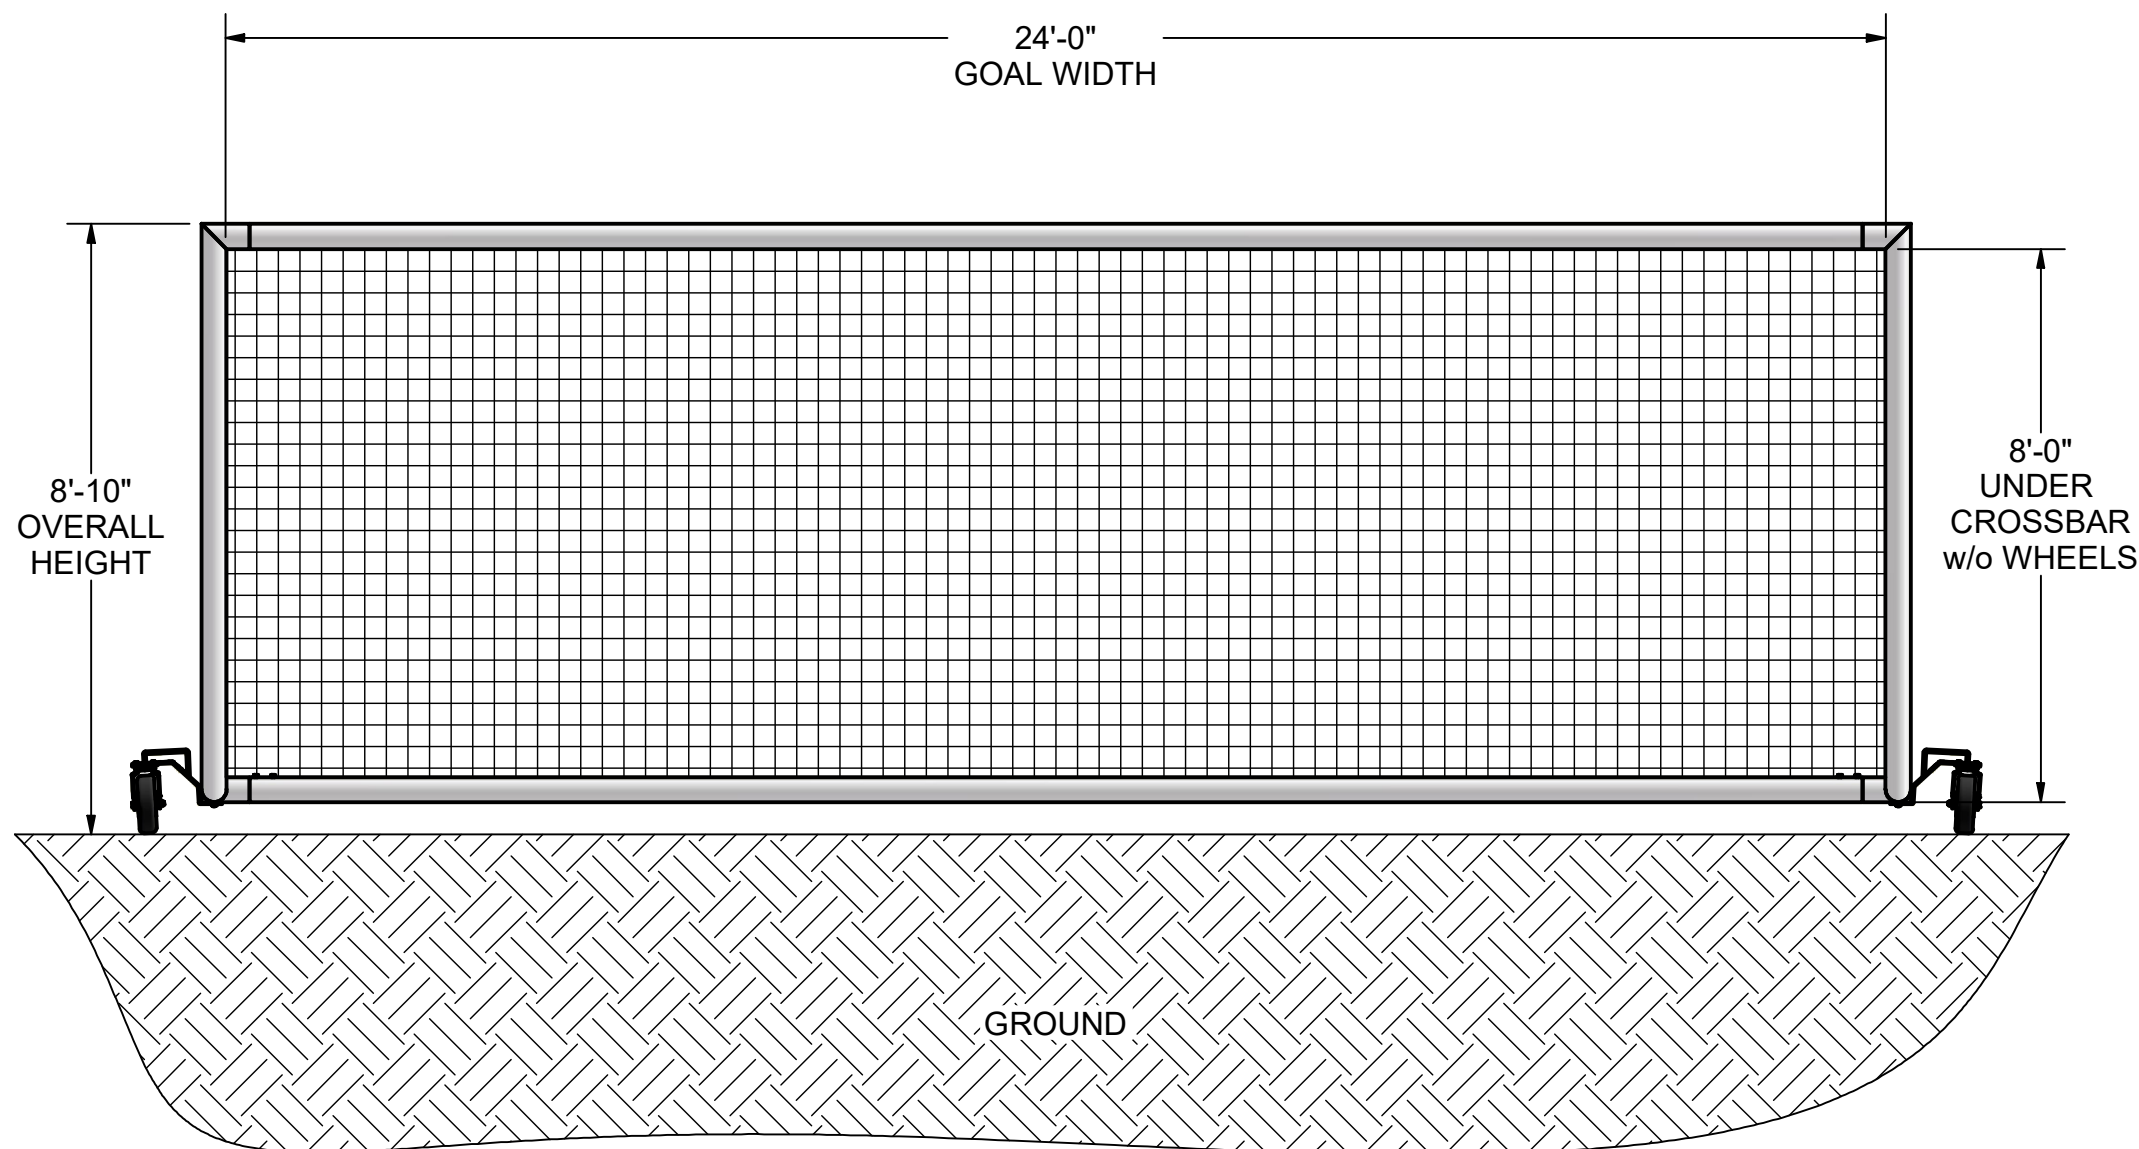 24'-0"
GOAL WIDTH
8'-10"
OVERALL
HEIGHT
8'-0"
UNDER
CROSSBAR
w/o WHEELS
GROUND